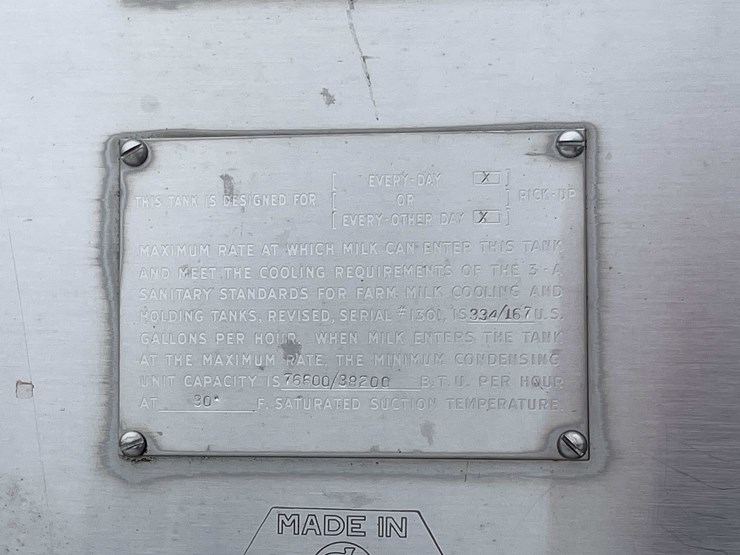 EVERY-DAY [X]
THIS TANK IS DESIGNED FOR [ OR ] PICK-UP
EVERY-OTHER DAY [X]
MAXIMUM RATE AT WHICH MILK CAN ENTER THIS TANK
AND MEET THE COOLING REQUIREMENTS OF THE 3-A
SANITARY STANDARDS FOR FARM MILK COOLING AND
HOLDING TANKS, REVISED, SERIAL #1301, IS 334/167 U.S.
GALLONS PER HOUR. WHEN MILK ENTERS THE TANK
AT THE MAXIMUM RATE, THE MINIMUM CONDENSING
UNIT CAPACITY IS /38200 B.T.U. PER HOUR
AT 30° F. SATURATED SUCTION TEMPERATURE.
MADE IN